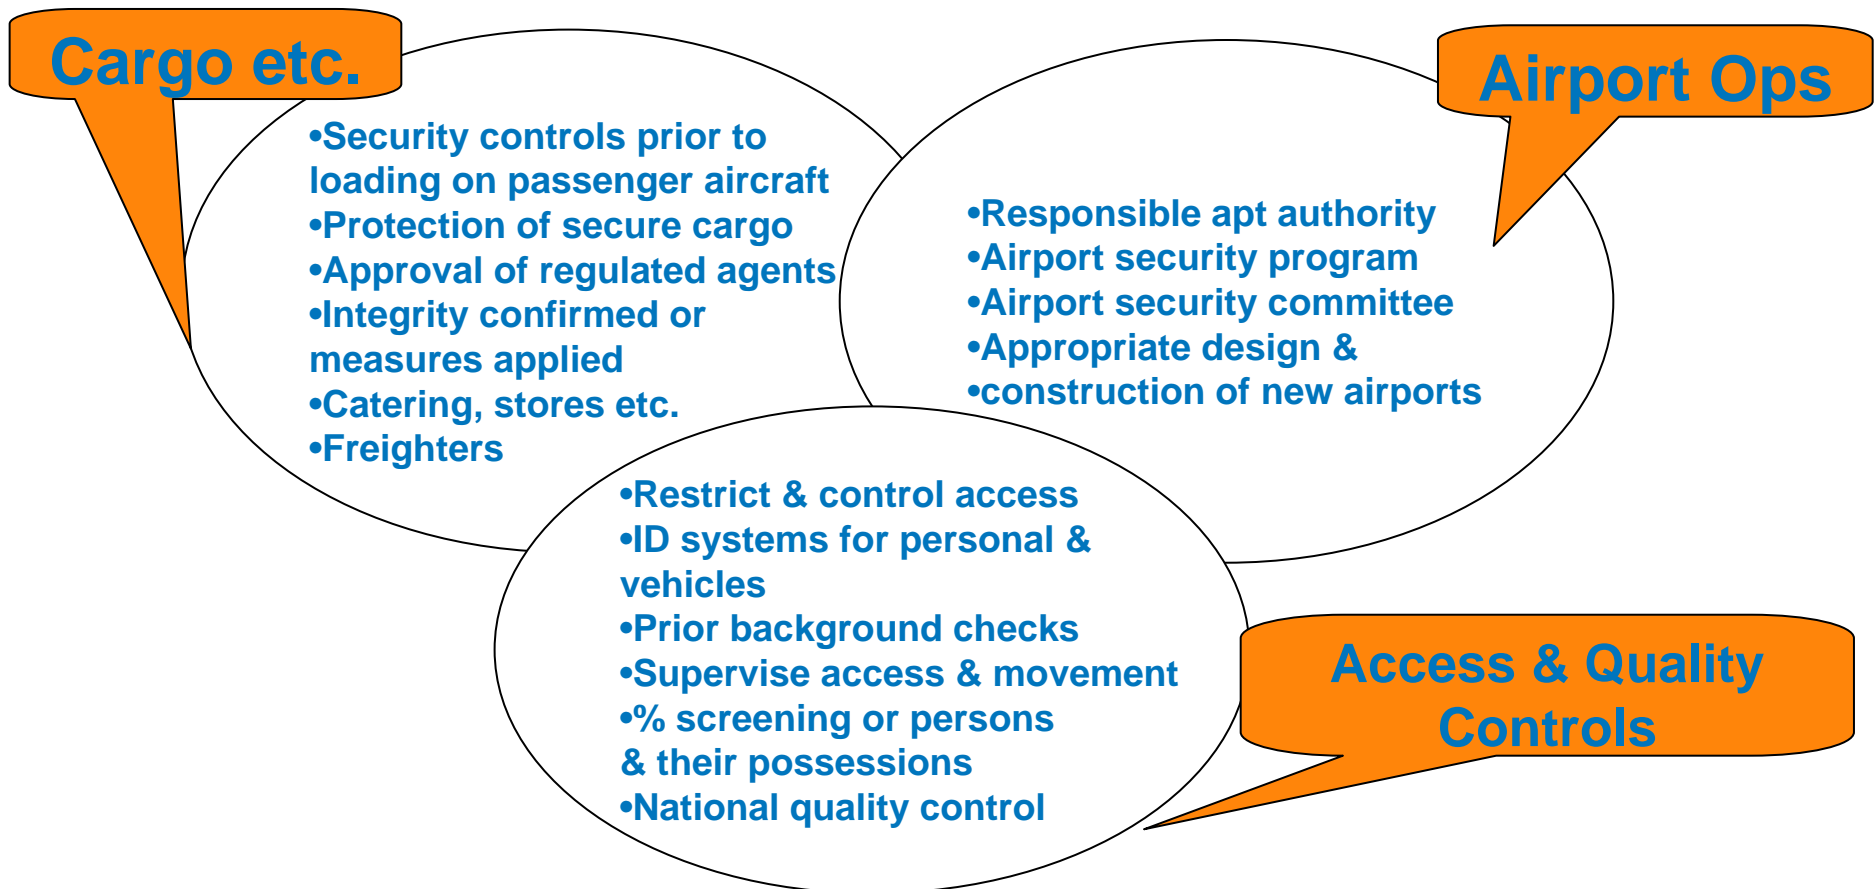 Cargo etc.
•Security controls prior to
loading on passenger aircraft
•Protection of secure cargo
•Approval of regulated agents
•Integrity confirmed or
measures applied
•Catering, stores etc.
•Freighters
Airport Ops
•Responsible apt authority
•Airport security program
•Airport security committee
•Appropriate design &
•construction of new airports
•Restrict & control access
•ID systems for personal &
vehicles
•Prior background checks
•Supervise access & movement
•% screening or persons
& their possessions
•National quality control
Access & Quality
Controls